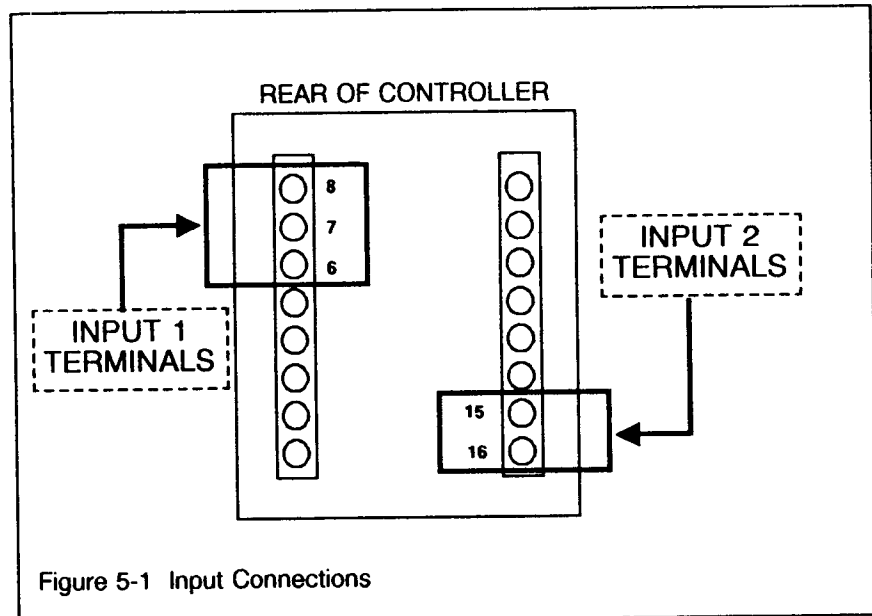 REAR OF CONTROLLER
8
7
6
INPUT 1
TERMINALS
INPUT 2
TERMINALS
15
16
Figure 5-1 Input Connections